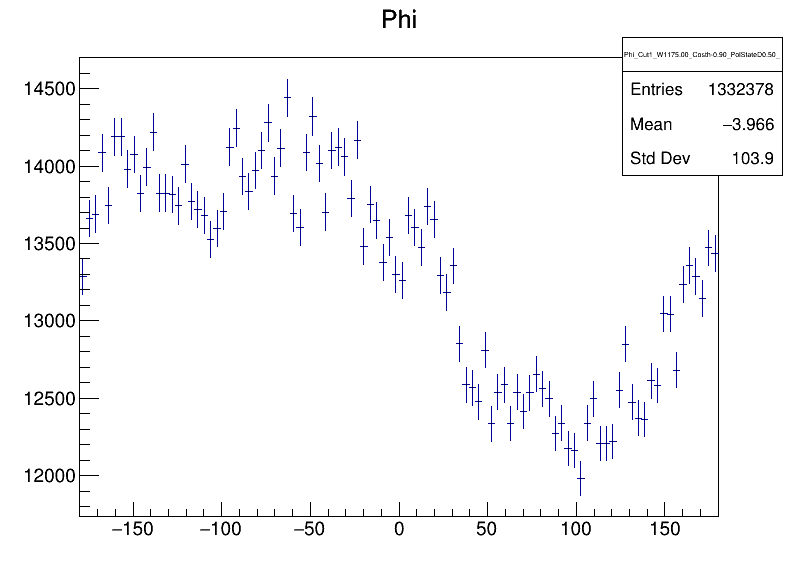 Phi
Phi_Cut1_W1175.00_Costh-0.90_PolStateD0.50_
Entries 1332378
Mean −3.966
Std Dev 103.9
14500
14000
13500
13000
12500
12000
−150 −100 −50 0 50 100 150